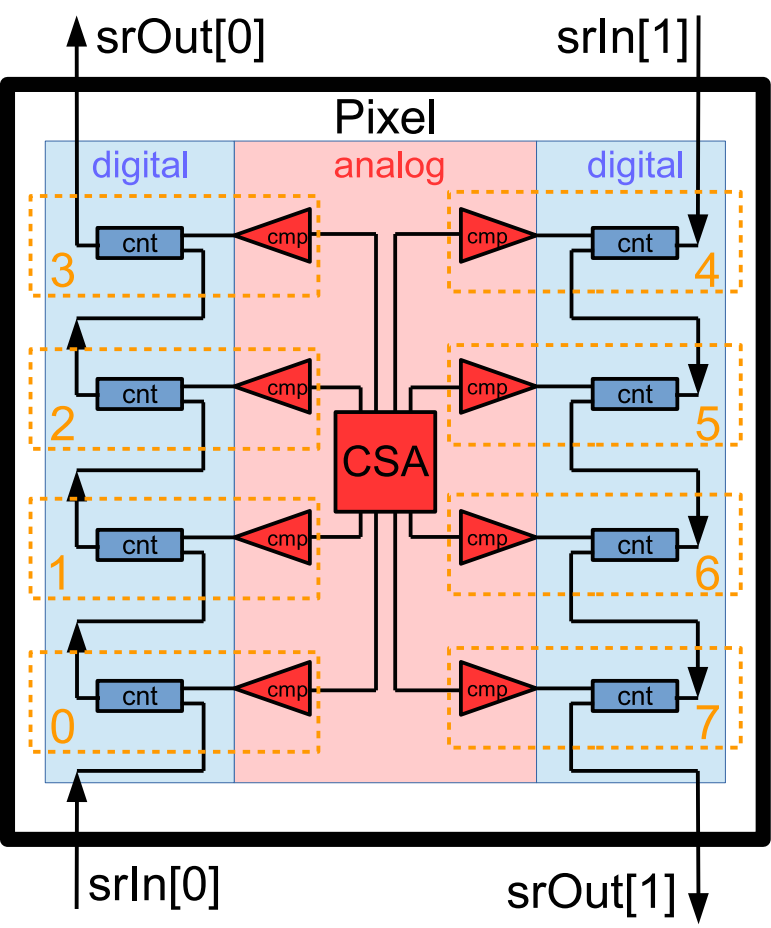 srOut[0]
srIn[1]
Pixel
digital
analog
digital
cnt
cmp
cmp
cnt
3
4
cnt
cmp
cmp
cnt
2
5
CSA
cnt
cmp
cmp
cnt
1
6
cnt
cmp
cmp
cnt
0
7
srIn[0]
srOut[1]